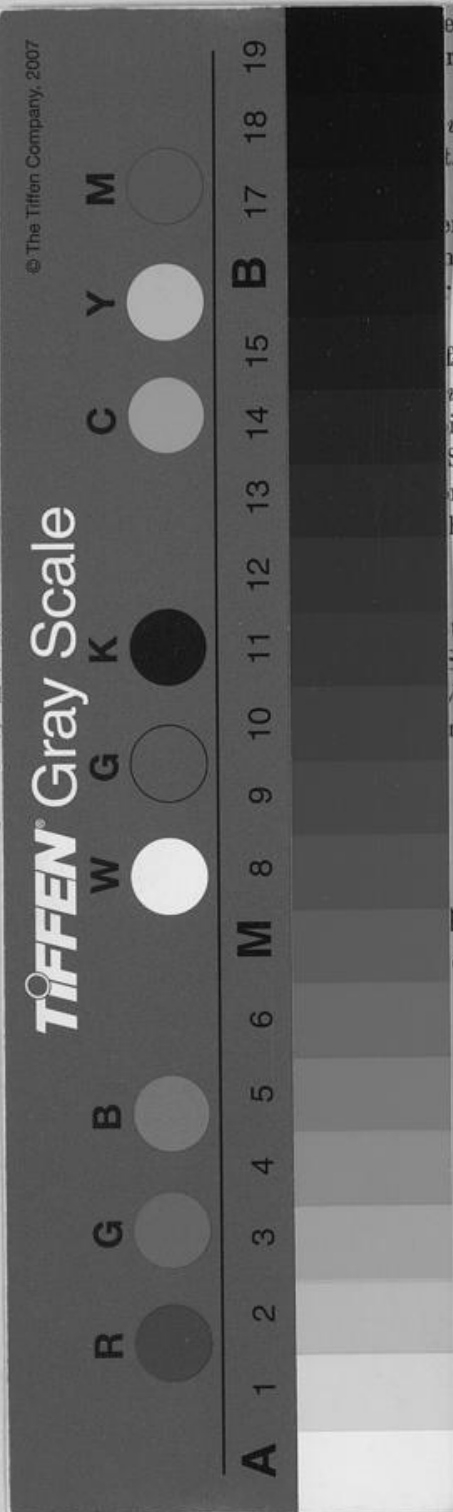 © The Tiffen Company, 2007
TIFFEN® Gray Scale
R G B W G K C Y M
A 1 2 3 4 5 6 M 8 9 10 11 12 13 14 15 B 17 18 19